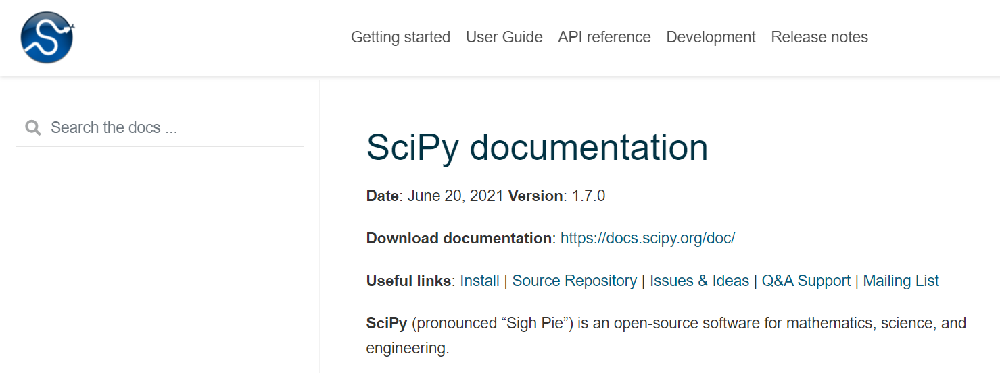 Getting started User Guide API reference Development Release notes
Search the docs ...
SciPy documentation
Date: June 20, 2021 Version: 1.7.0
Download documentation: https://docs.scipy.org/doc/
Useful links: Install | Source Repository | Issues & Ideas | Q&A Support | Mailing List
SciPy (pronounced “Sigh Pie”) is an open-source software for mathematics, science, and
engineering.